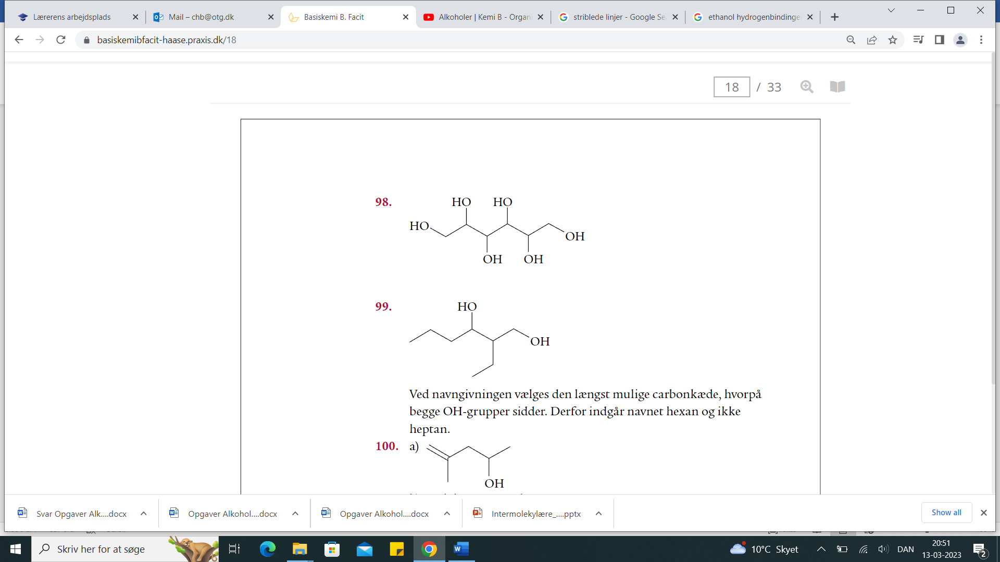 Lærerens arbejdsplads
Mail – chb@otg.dk
Basiskemi B. Facit
Alkoholer | Kemi B - Organ
striblede linjer - Google Se
ethanol hydrogenbindinge
basiskemibfacit-haase.praxis.dk/18
18 / 33
98.
HO HO
HO
OH
OH OH
99.
HO
OH
Ved navngivningen vælges den længst mulige carbonkæde, hvorpå
begge OH-grupper sidder. Derfor indgår navnet hexan og ikke
heptan.
100. a)
OH
Svar Opgaver Alk....docx
Opgaver Alkohol....docx
Opgaver Alkohol....docx
Intermolekylære_....pptx
Show all
Skriv her for at søge
10°C Skyet
DAN
20:51
13-03-2023
2